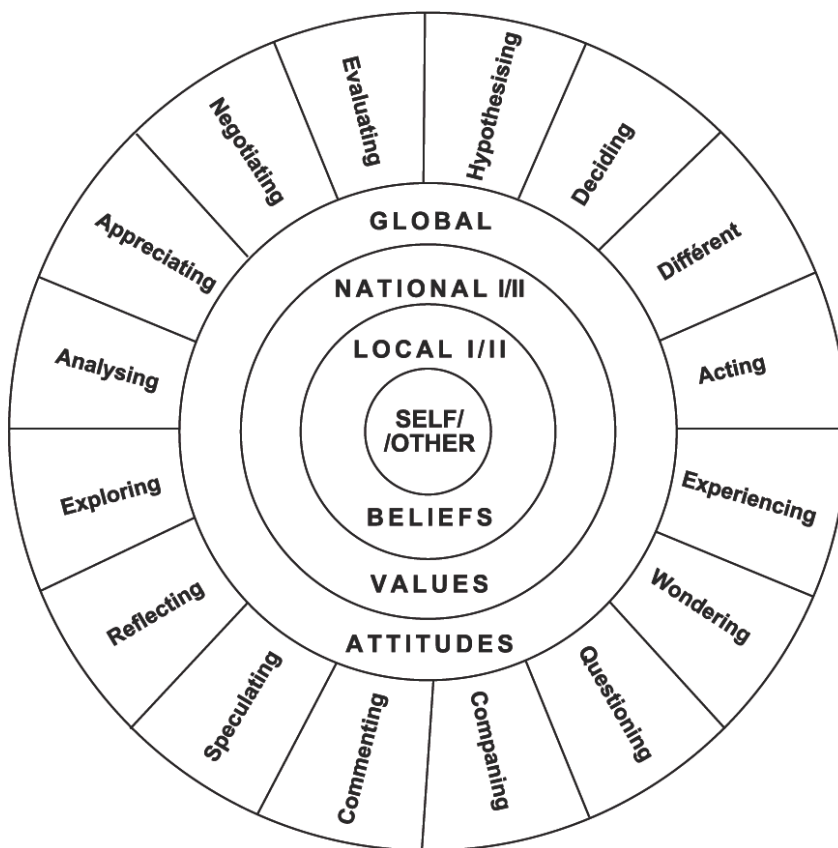 Evaluating
Hypothesising
Deciding
Différent
Acting
Experiencing
Wondering
Questioning
Companing
Commenting
Speculating
Reflecting
Exploring
Analysing
Appreciating
Negotiating
GLOBAL
NATIONAL I/II
LOCAL I/II
SELF/
/OTHER
BELIEFS
VALUES
ATTITUDES